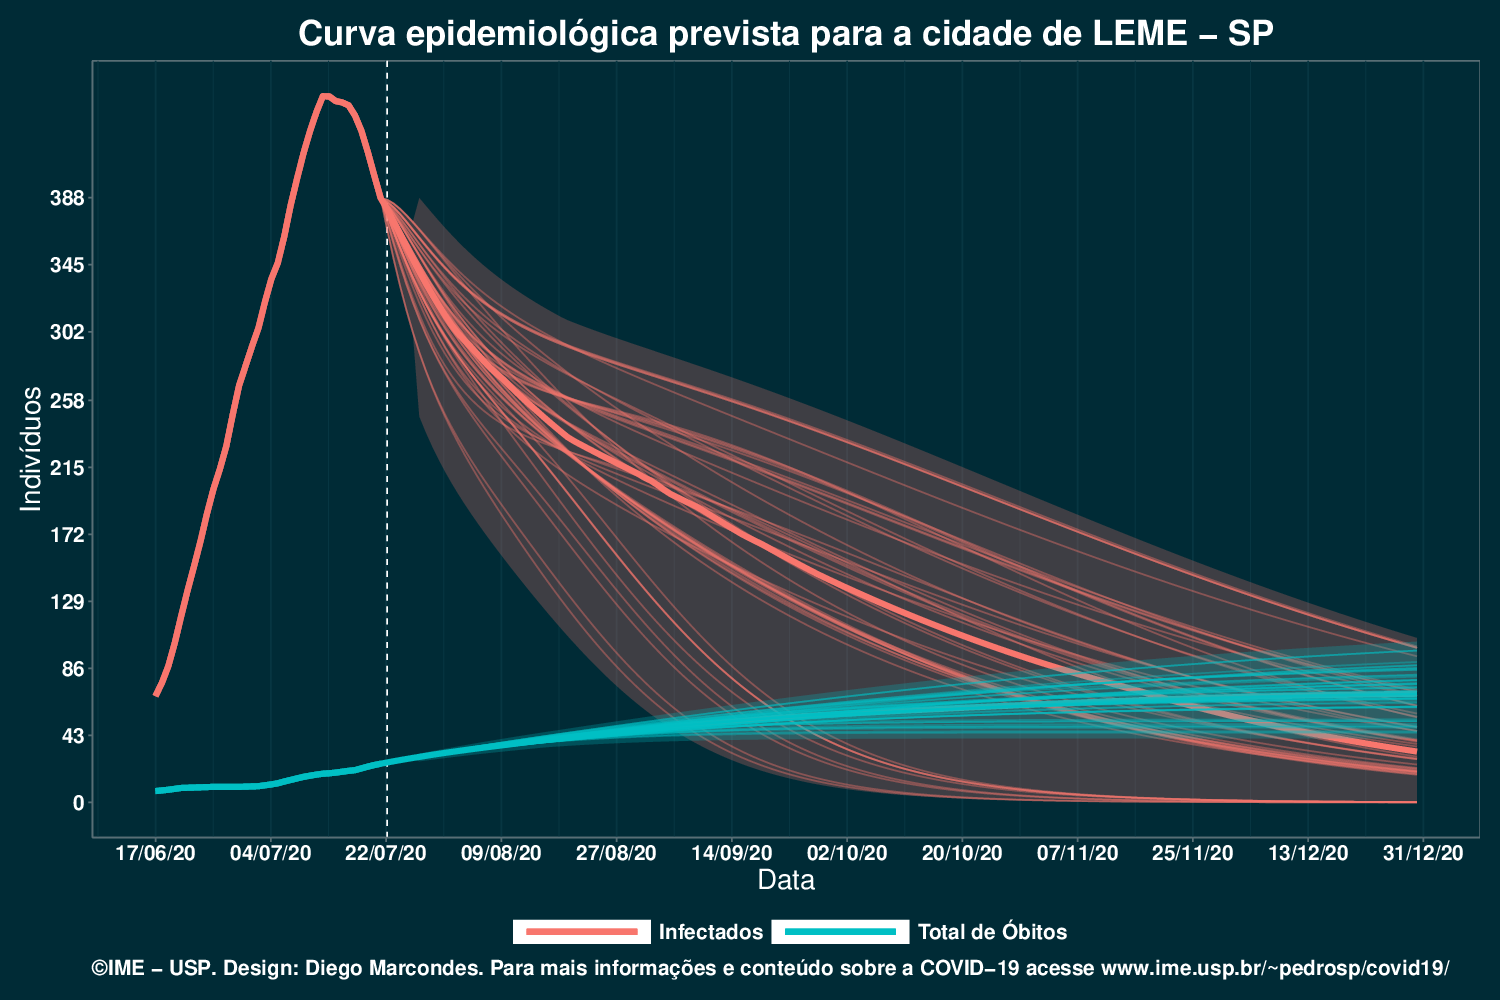 Curva epidemiológica prevista para a cidade de LEME – SP
Indivíduos
388
345
302
258
215
172
129
86
43
0
17/06/20 04/07/20 22/07/20 09/08/20 27/08/20 14/09/20 02/10/20 20/10/20 07/11/20 25/11/20 13/12/20 31/12/20
Data
Infectados Total de Óbitos
©IME – USP. Design: Diego Marcondes. Para mais informações e conteúdo sobre a COVID–19 acesse www.ime.usp.br/~pedrosp/covid19/